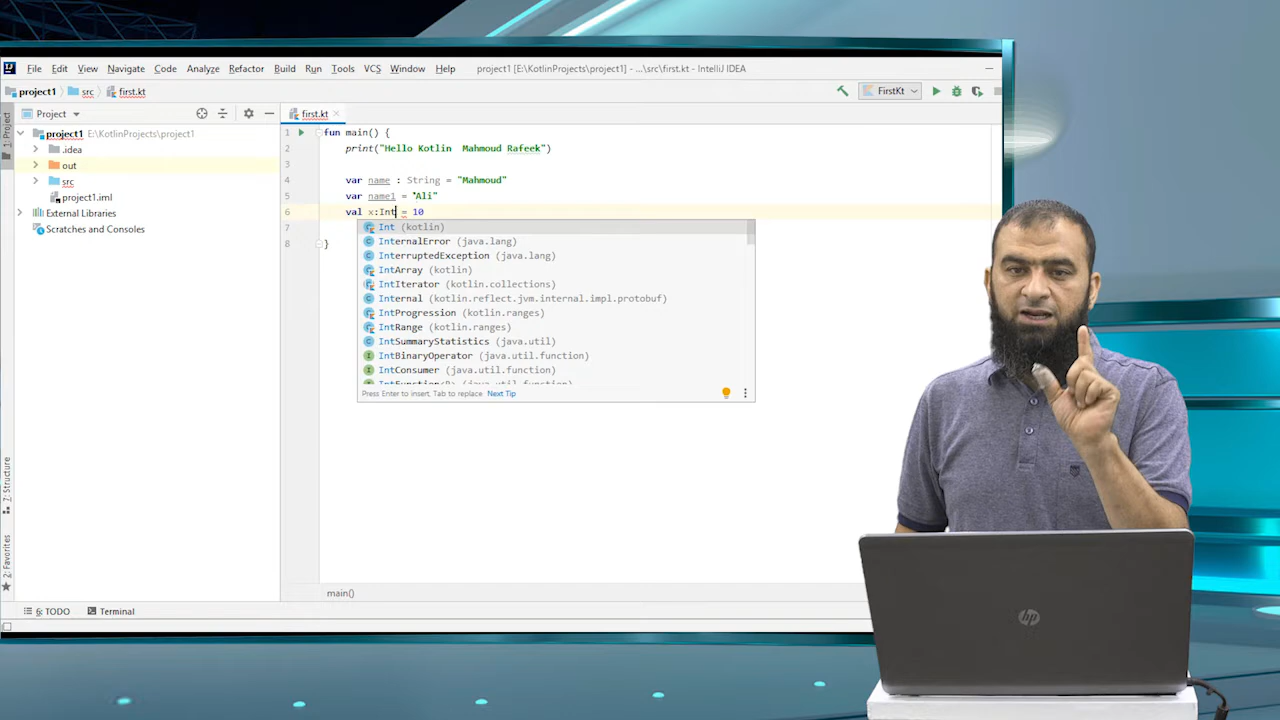 File Edit View Navigate Code Analyze Refactor Build Run Tools VCS Window Help project1 [E:\KotlinProjects\project1] - ...\src\first.kt - IntelliJ IDEA
project1 src first.kt FirstKt
Project first.kt
1: Project
project1 E:\KotlinProjects\project1
.idea
out
src
project1.iml
External Libraries
Scratches and Consoles
1 fun main() {
2 print("Hello Kotlin  Mahmoud Rafeek")
3
4 var name : String = "Mahmoud"
5 var name1 = "Ali"
6 val x:Int = 10
7
8 }
Int (kotlin)
InternalError (java.lang)
InterruptedException (java.lang)
IntArray (kotlin)
IntIterator (kotlin.collections)
Internal (kotlin.reflect.jvm.internal.impl.protobuf)
IntProgression (kotlin.ranges)
IntRange (kotlin.ranges)
IntSummaryStatistics (java.util)
IntBinaryOperator (java.util.function)
IntConsumer (java.util.function)
IntFunction<R> (java.util.function)
Press Enter to insert, Tab to replace Next Tip
7: Structure
2: Favorites
main()
6: TODO Terminal
hp